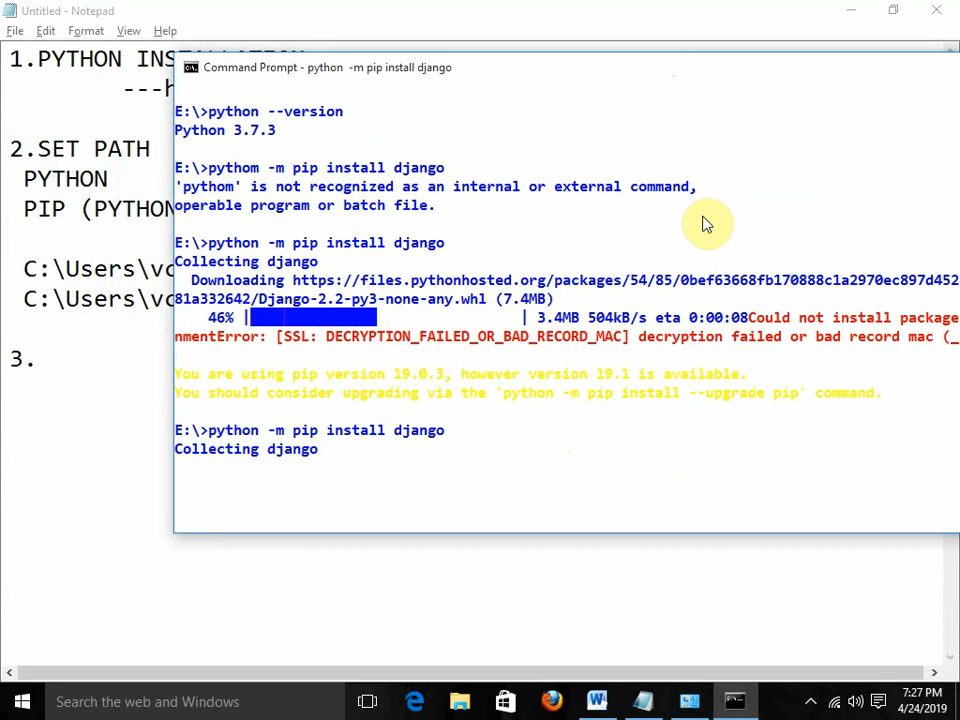 Untitled - Notepad
File Edit Format View Help
1.PYTHON INSTALLATION
---h
2.SET PATH
PYTHON
PIP (PYTHON
C:\Users\vc
C:\Users\vc
3.
Command Prompt - python -m pip install django
E:\>python --version
Python 3.7.3
E:\>pythom -m pip install django
'pythom' is not recognized as an internal or external command,
operable program or batch file.
E:\>python -m pip install django
Collecting django
Downloading https://files.pythonhosted.org/packages/54/85/0bef63668fb170888c1a2970ec897d452
81a332642/Django-2.2-py3-none-any.whl (7.4MB)
46% | | 3.4MB 504kB/s eta 0:00:08Could not install package
nmentError: [SSL: DECRYPTION_FAILED_OR_BAD_RECORD_MAC] decryption failed or bad record mac (_
You are using pip version 19.0.3, however version 19.1 is available.
You should consider upgrading via the 'python -m pip install --upgrade pip' command.
E:\>python -m pip install django
Collecting django
Search the web and Windows
7:27 PM
4/24/2019